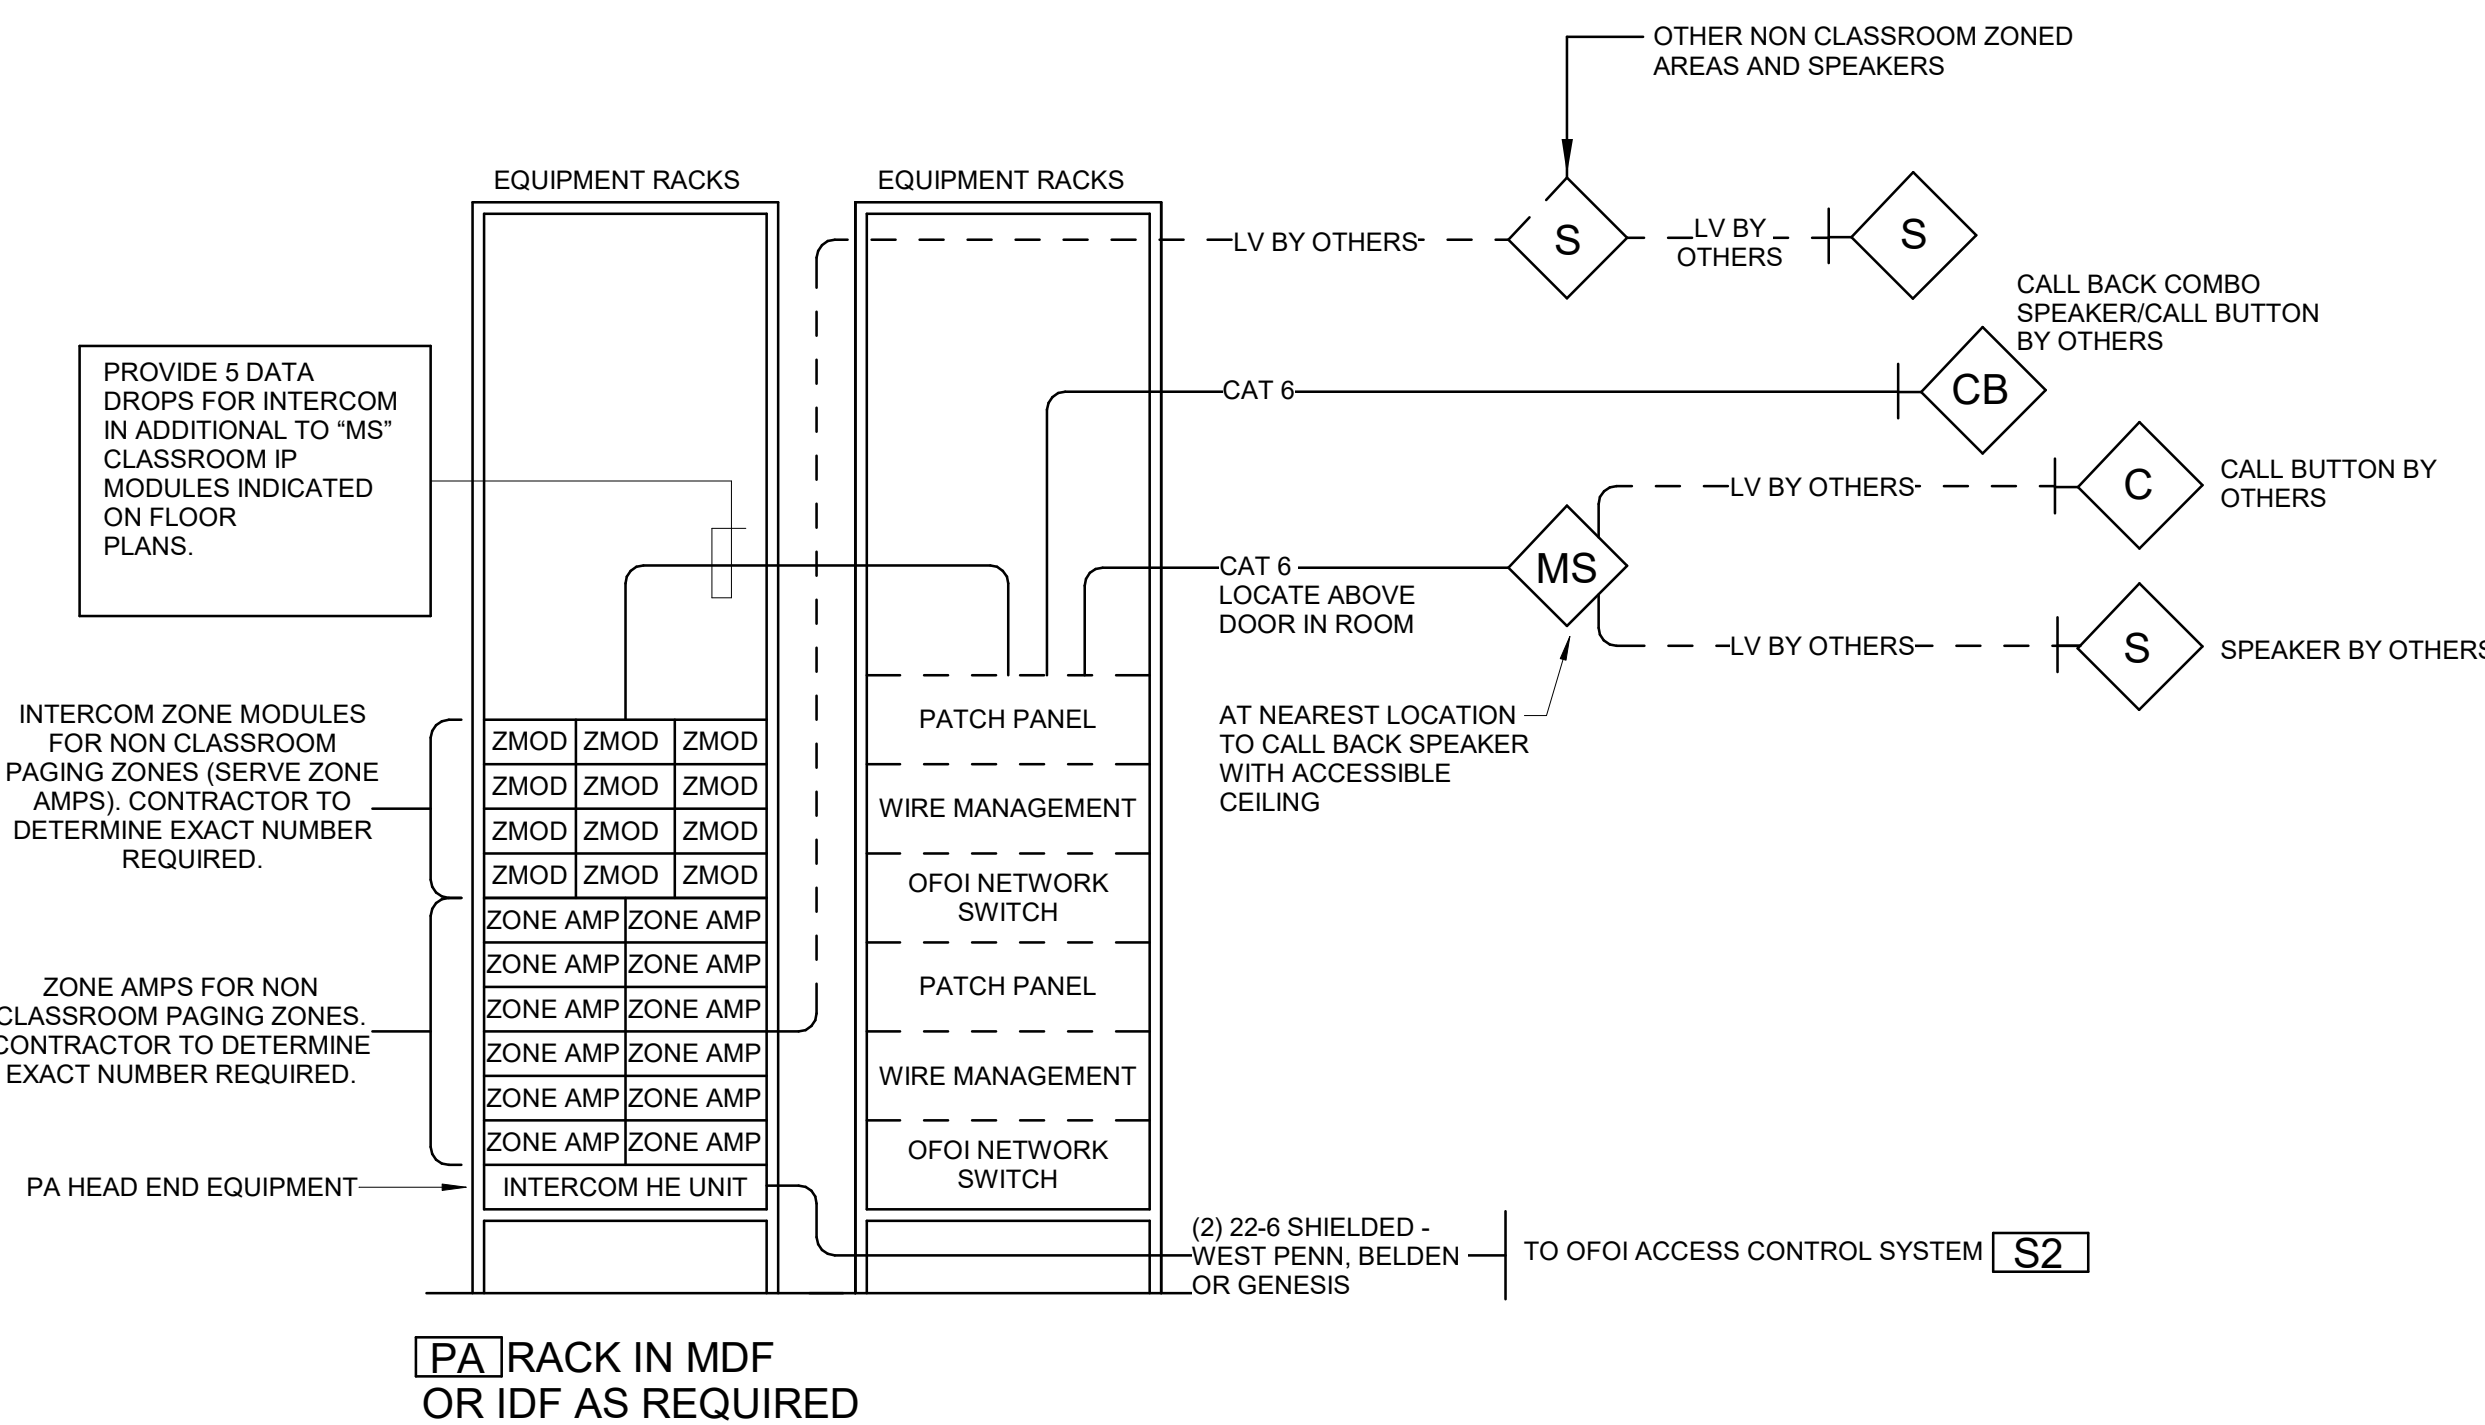 OTHER NON CLASSROOM ZONED
AREAS AND SPEAKERS
EQUIPMENT RACKS
EQUIPMENT RACKS
LV BY OTHERS
S
LV BY
OTHERS
S
CALL BACK COMBO
SPEAKER/CALL BUTTON
BY OTHERS
CAT 6
CB
PROVIDE 5 DATA
DROPS FOR INTERCOM
IN ADDITIONAL TO “MS”
CLASSROOM IP
MODULES INDICATED
ON FLOOR
PLANS.
LV BY OTHERS
C
CALL BUTTON BY
OTHERS
CAT 6
LOCATE ABOVE
DOOR IN ROOM
MS
LV BY OTHERS
S
SPEAKER BY OTHERS
AT NEAREST LOCATION
TO CALL BACK SPEAKER
WITH ACCESSIBLE
CEILING
INTERCOM ZONE MODULES
FOR NON CLASSROOM
PAGING ZONES (SERVE ZONE
AMPS). CONTRACTOR TO
DETERMINE EXACT NUMBER
REQUIRED.
ZMOD ZMOD ZMOD
ZMOD ZMOD ZMOD
ZMOD ZMOD ZMOD
ZMOD ZMOD ZMOD
ZONE AMP ZONE AMP
ZONE AMP ZONE AMP
ZONE AMP ZONE AMP
ZONE AMP ZONE AMP
ZONE AMP ZONE AMP
ZONE AMP ZONE AMP
INTERCOM HE UNIT
ZONE AMPS FOR NON
CLASSROOM PAGING ZONES.
CONTRACTOR TO DETERMINE
EXACT NUMBER REQUIRED.
PA HEAD END EQUIPMENT
PATCH PANEL
WIRE MANAGEMENT
OFOI NETWORK
SWITCH
PATCH PANEL
WIRE MANAGEMENT
OFOI NETWORK
SWITCH
(2) 22-6 SHIELDED -
WEST PENN, BELDEN
OR GENESIS
TO OFOI ACCESS CONTROL SYSTEM S2
PA RACK IN MDF
OR IDF AS REQUIRED